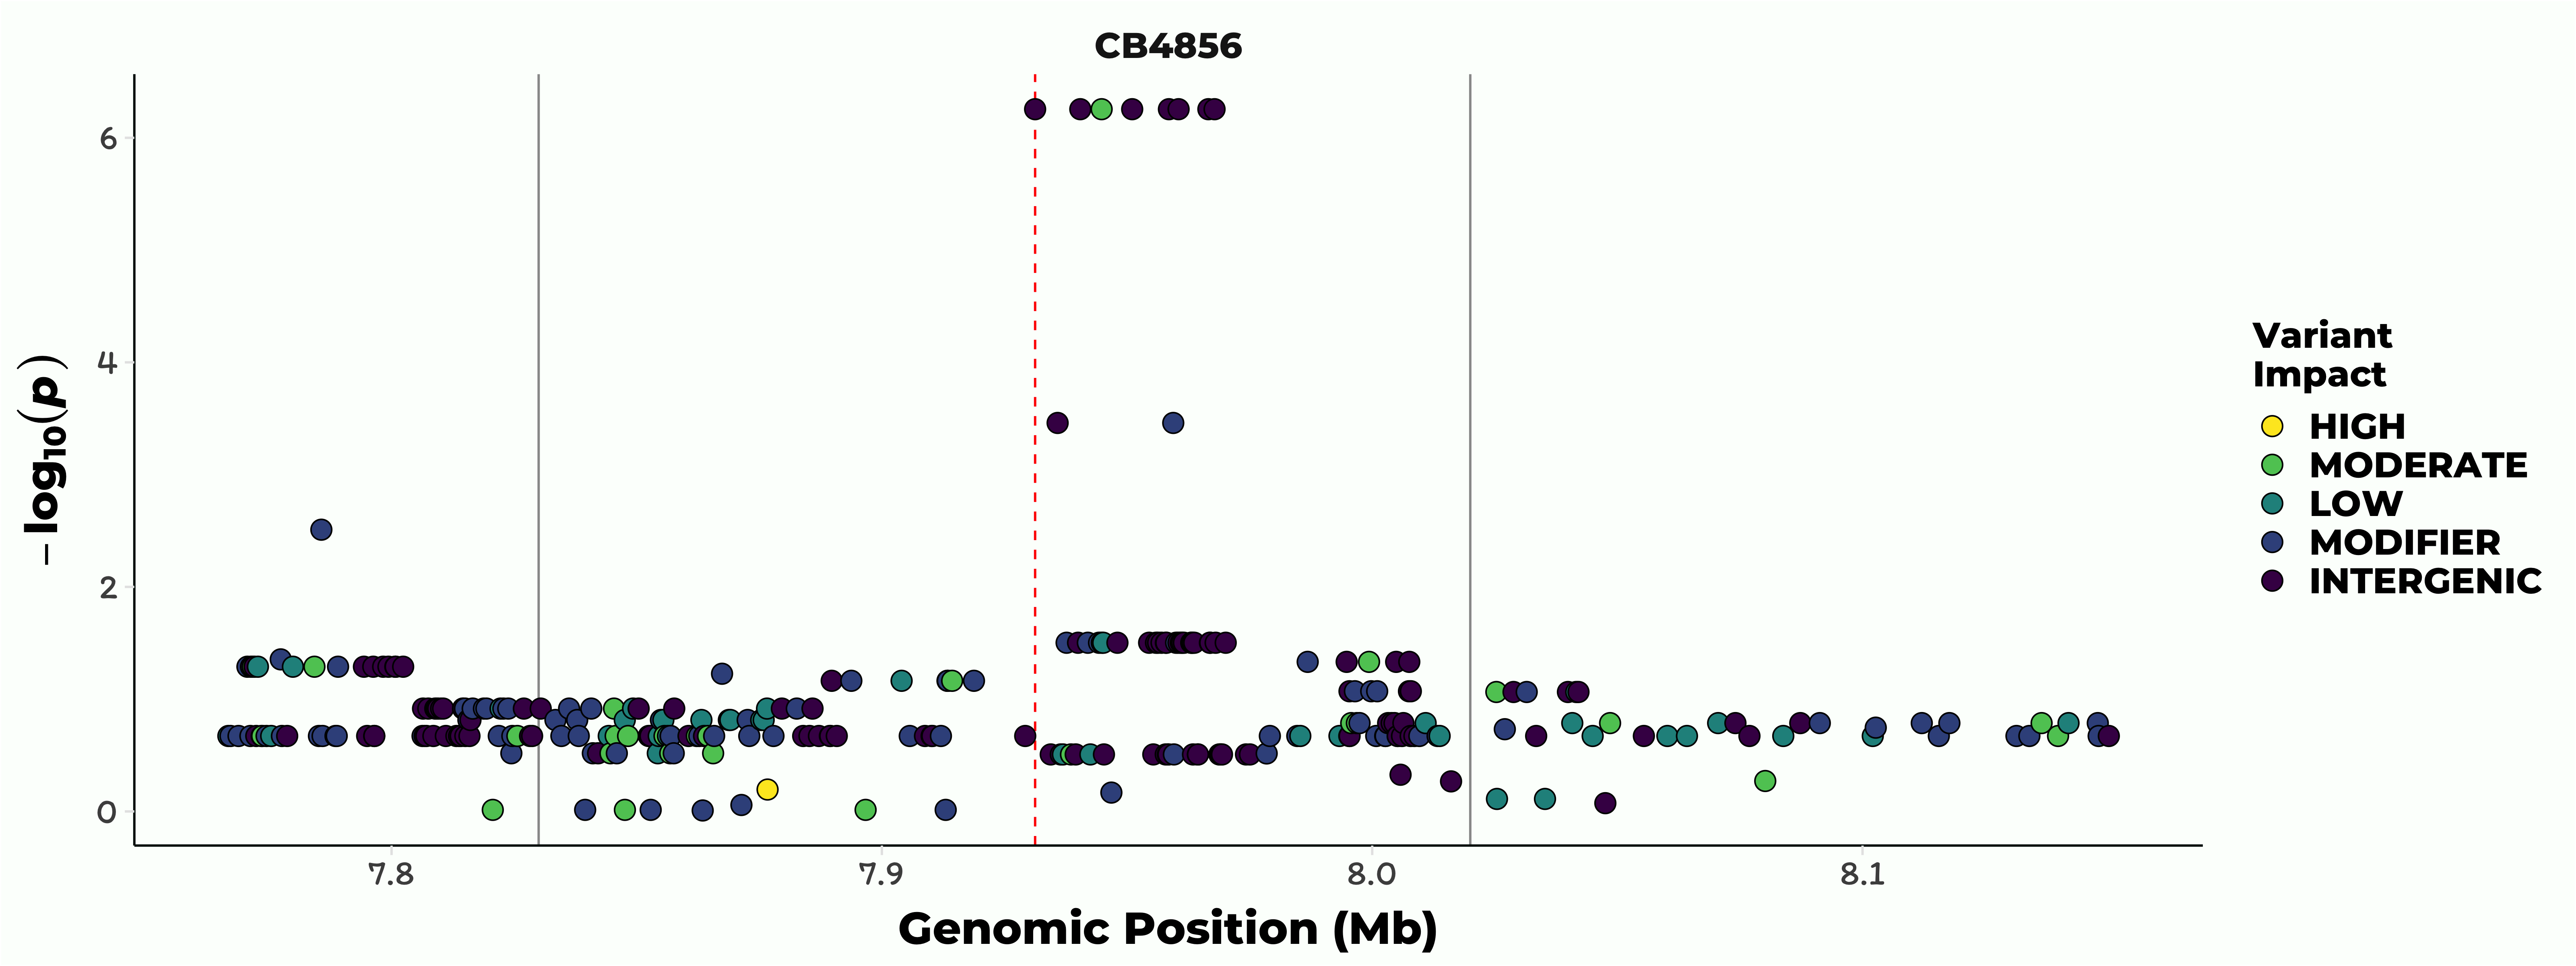 CB4856
6
4
2
0
−log10(p)
7.8 7.9 8.0 8.1
Genomic Position (Mb)
Variant
Impact
HIGH
MODERATE
LOW
MODIFIER
INTERGENIC